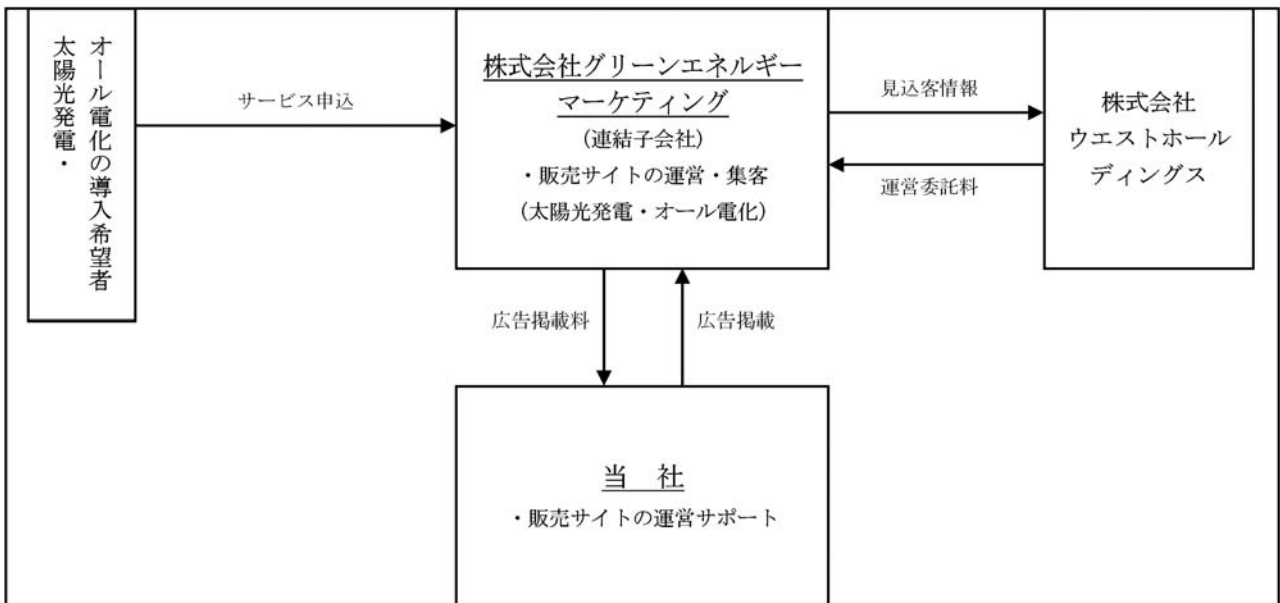 太陽光発電・
オール電化の導入希望者
サービス申込
株式会社グリーンエネルギー
マーケティング
(連結子会社)
・販売サイトの運営・集客
(太陽光発電・オール電化)
見込客情報
運営委託料
株式会社
ウエストホール
ディングス
広告掲載料
広告掲載
当　社
・販売サイトの運営サポート